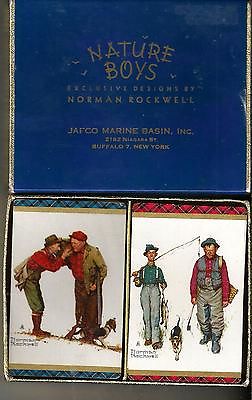 NATURE
BOYS
EXCLUSIVE DESIGNS BY
NORMAN ROCKWELL
JAFCO MARINE BASIN, INC.
2192 NIAGARA ST.
BUFFALO 7, NEW YORK
Norman
Rockwell
Norman
Rockwell